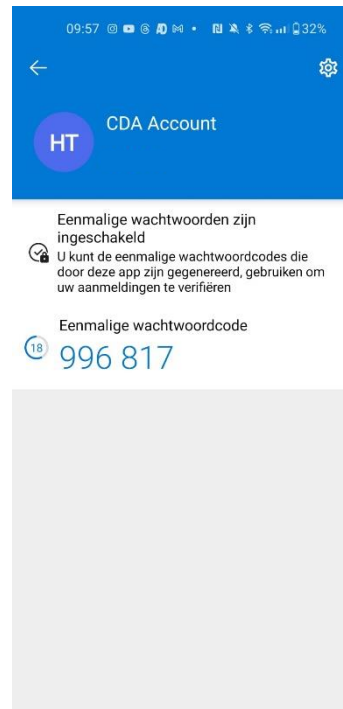 09:57 32%
HT CDA Account
Eenmalige wachtwoorden zijn
ingeschakeld
U kunt de eenmalige wachtwoordcodes die
door deze app zijn gegenereerd, gebruiken om
uw aanmeldingen te verifiëren
Eenmalige wachtwoordcode
18 996 817